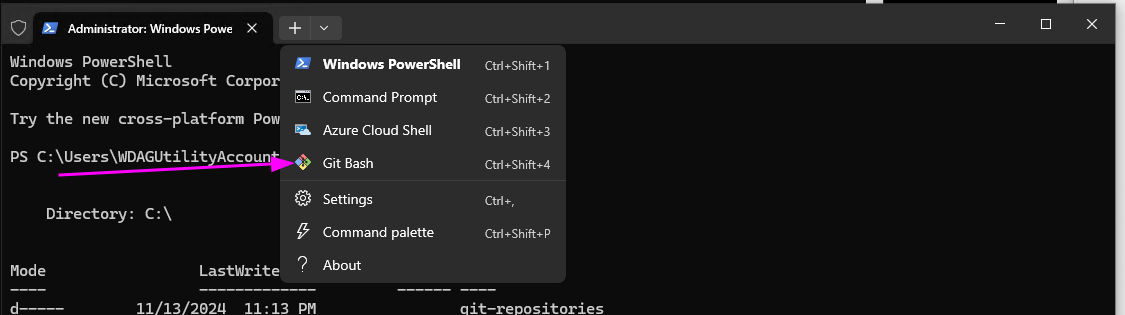 Administrator: Windows Powe
Windows PowerShell
Copyright (C) Microsoft Corpor
Try the new cross-platform Pow
PS C:\Users\WDAGUtilityAccount
Directory: C:\
Mode LastWrite
---- ------------- ------ ----
d----- 11/13/2024 11:13 PM git-repositories
Windows PowerShell Ctrl+Shift+1
Command Prompt Ctrl+Shift+2
Azure Cloud Shell Ctrl+Shift+3
Git Bash Ctrl+Shift+4
Settings Ctrl+,
Command palette Ctrl+Shift+P
About